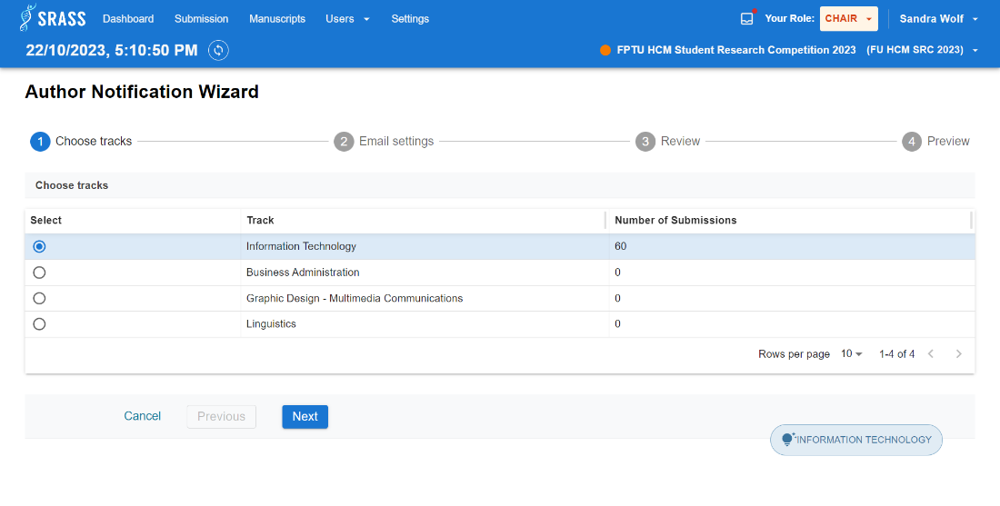 SRASS Dashboard Submission Manuscripts Users Settings Your Role: CHAIR Sandra Wolf
22/10/2023, 5:10:50 PM FPTU HCM Student Research Competition 2023 (FU HCM SRC 2023)
Author Notification Wizard
1 Choose tracks 2 Email settings 3 Review 4 Preview
Choose tracks
Select Track Number of Submissions
Information Technology 60
Business Administration 0
Graphic Design - Multimedia Communications 0
Linguistics 0
Rows per page 10 1-4 of 4
Cancel Previous Next
INFORMATION TECHNOLOGY